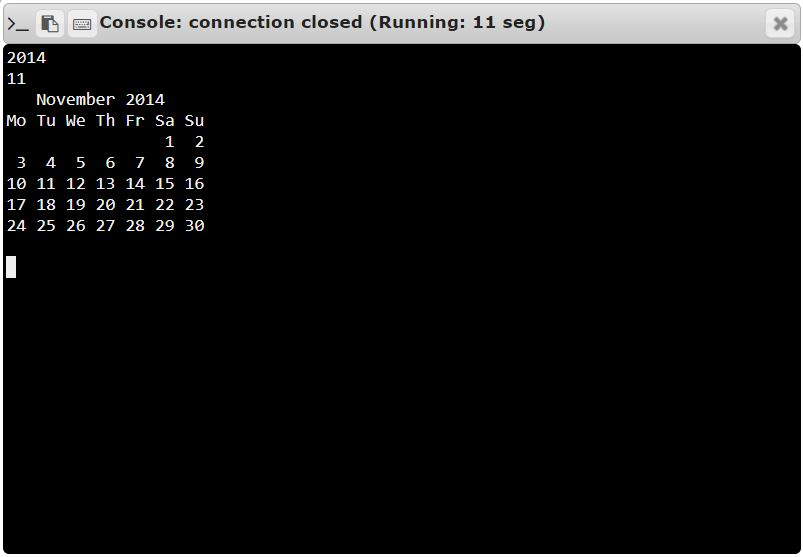 >_ Console: connection closed (Running: 11 seg)
2014
11
   November 2014
Mo Tu We Th Fr Sa Su
                1  2
 3  4  5  6  7  8  9
10 11 12 13 14 15 16
17 18 19 20 21 22 23
24 25 26 27 28 29 30